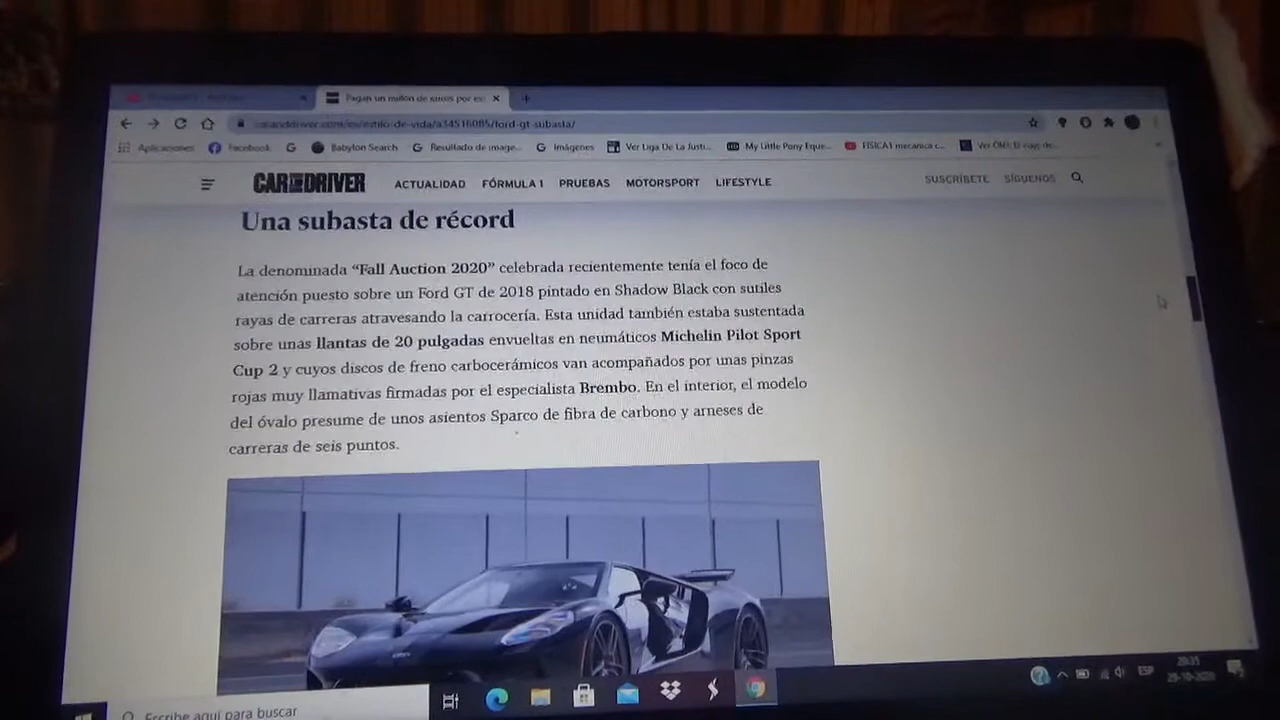 Pagan un millón de euros por es
caranddriver.com/es/estilo-de-vida/a34516085/ford-gt-subasta/
Aplicaciones Facebook G Babylon Search Resultado de image... Imágenes Ver Liga De La Justi... My Little Pony Eque... FISICA1 mecanica c...
CAR AND DRIVER ACTUALIDAD FÓRMULA 1 PRUEBAS MOTORSPORT LIFESTYLE SUSCRÍBETE SÍGUENOS
Una subasta de récord
La denominada “Fall Auction 2020” celebrada recientemente tenía el foco de
atención puesto sobre un Ford GT de 2018 pintado en Shadow Black con sutiles
rayas de carreras atravesando la carrocería. Esta unidad también estaba sustentada
sobre unas llantas de 20 pulgadas envueltas en neumáticos Michelin Pilot Sport
Cup 2 y cuyos discos de freno carbocerámicos van acompañados por unas pinzas
rojas muy llamativas firmadas por el especialista Brembo. En el interior, el modelo
del óvalo presume de unos asientos Sparco de fibra de carbono y arneses de
carreras de seis puntos.
Escribe aquí para buscar
ESP
20:35